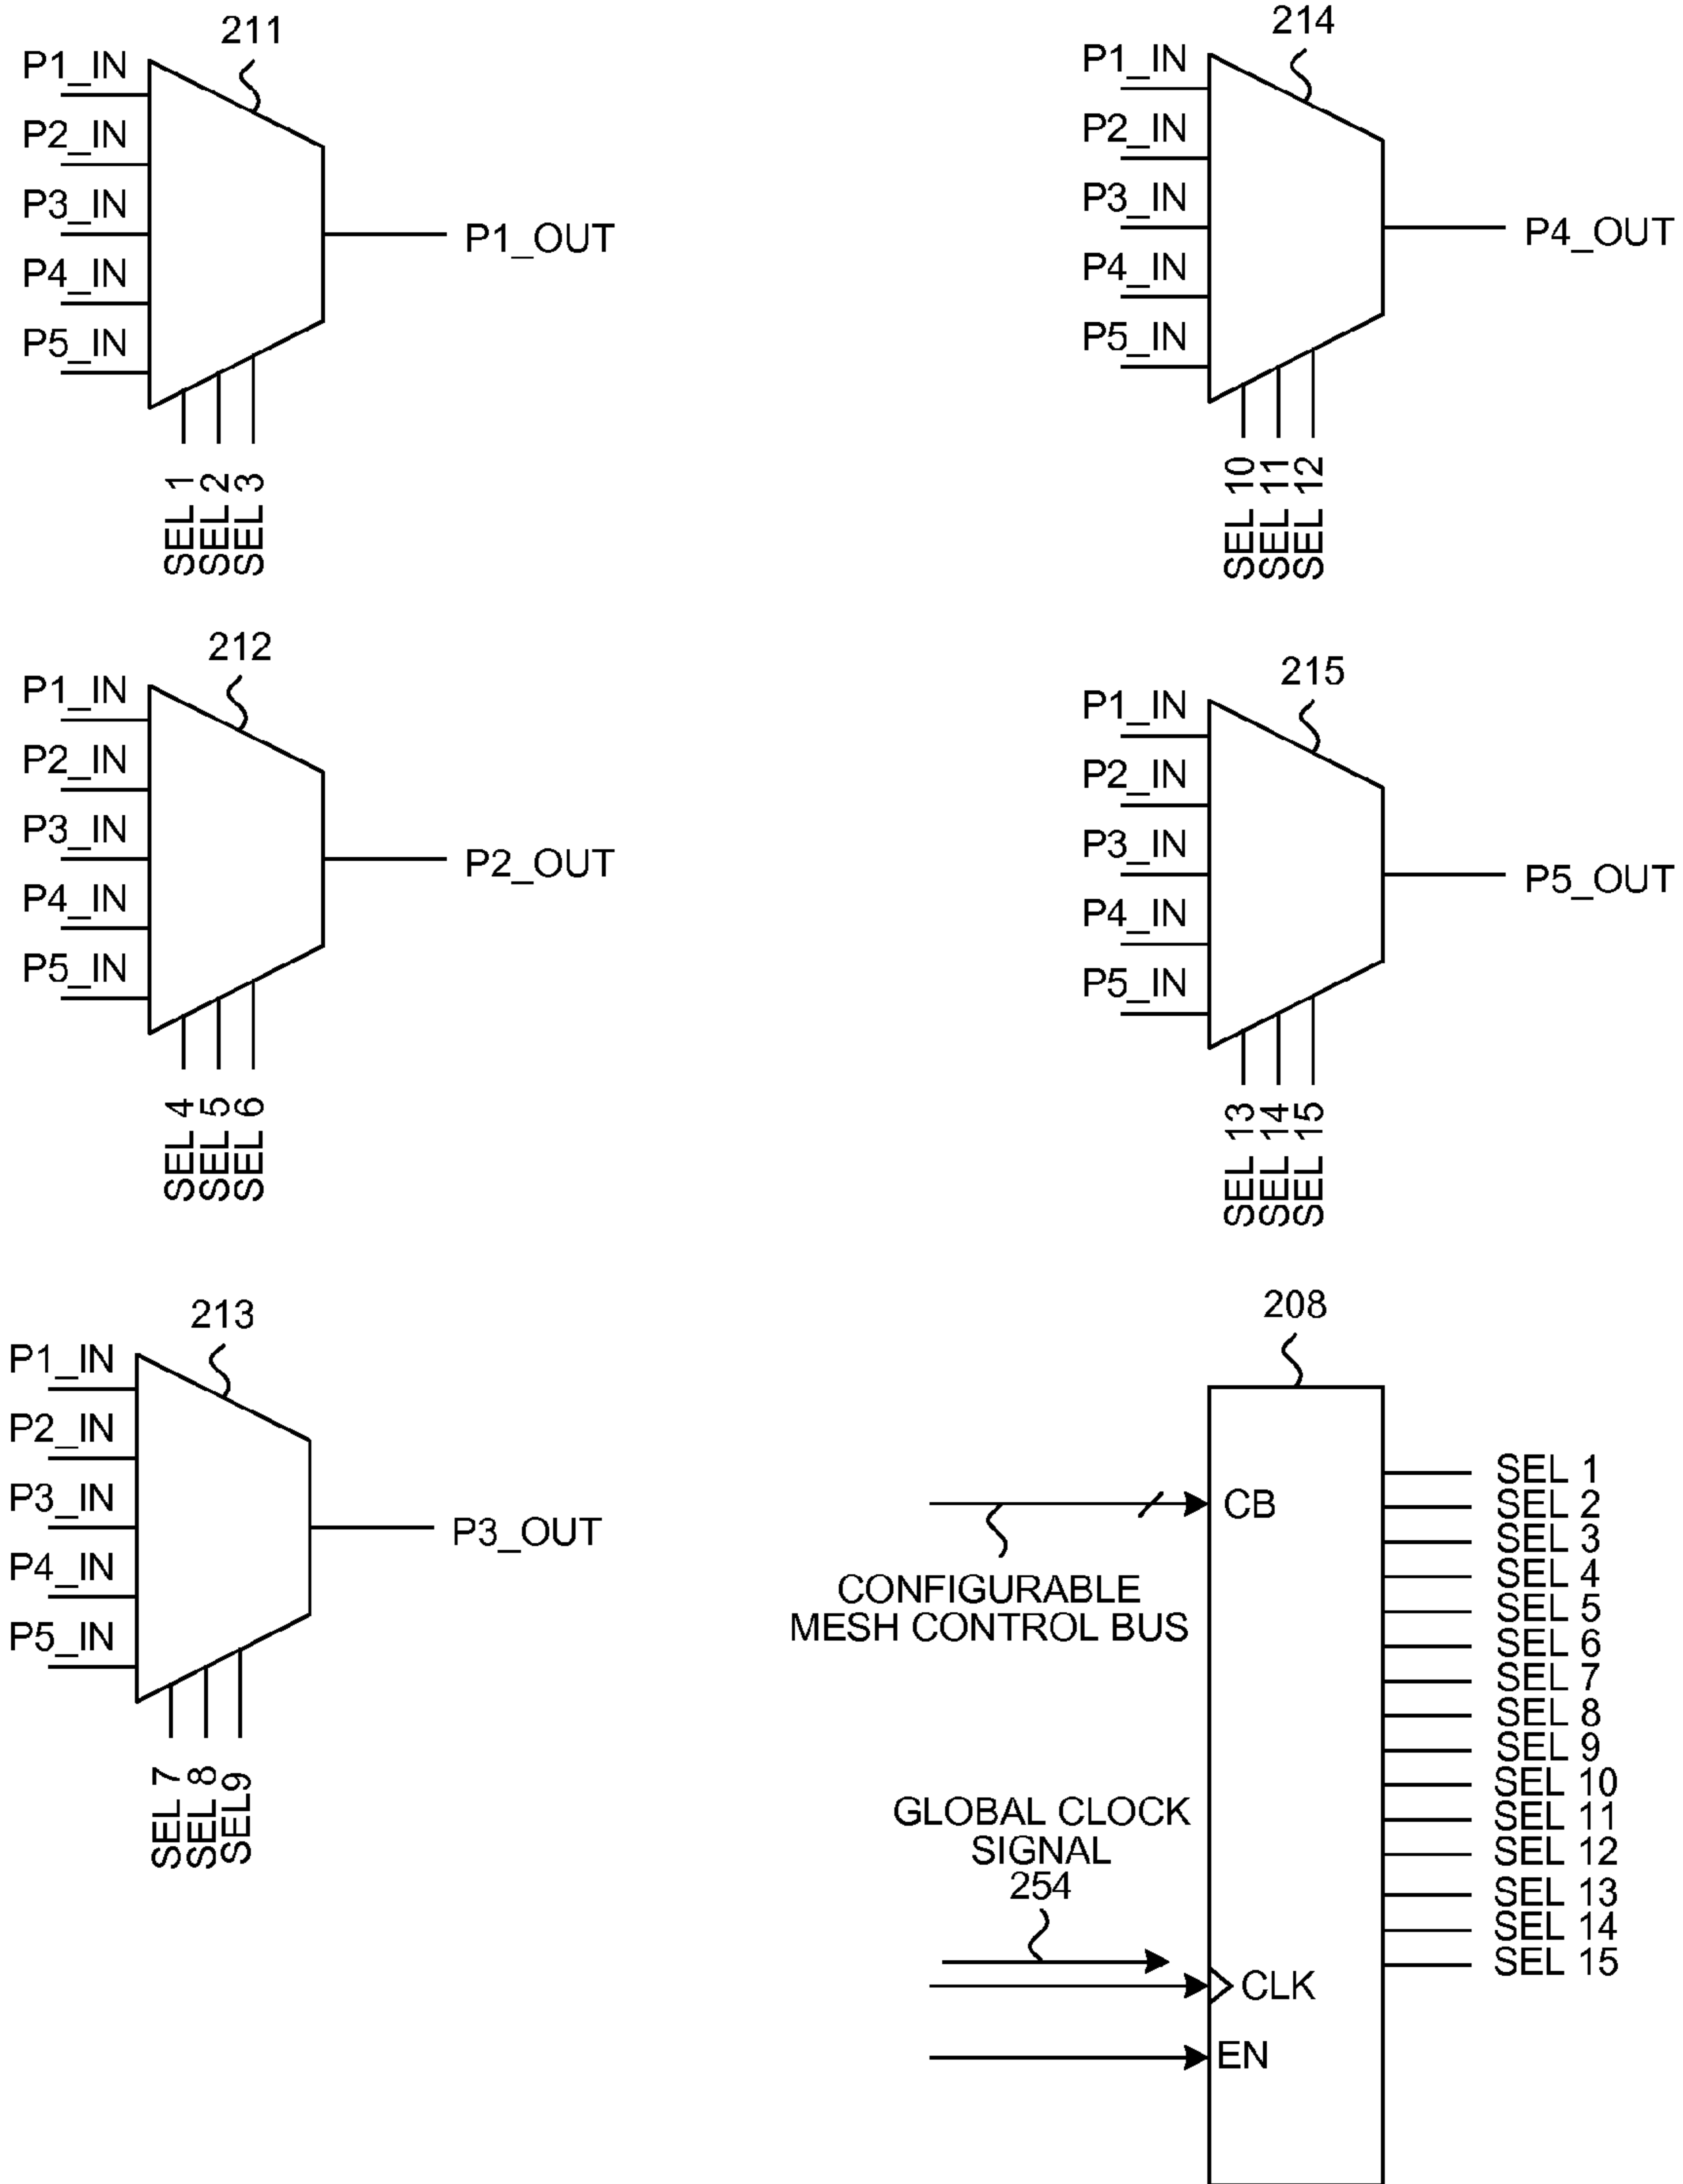 211
P1_IN
P2_IN
P3_IN
P4_IN
P5_IN
P1_OUT
SEL 1
SEL 2
SEL 3
214
P1_IN
P2_IN
P3_IN
P4_IN
P5_IN
P4_OUT
SEL 10
SEL 11
SEL 12
212
P1_IN
P2_IN
P3_IN
P4_IN
P5_IN
P2_OUT
SEL 4
SEL 5
SEL 6
215
P1_IN
P2_IN
P3_IN
P4_IN
P5_IN
P5_OUT
SEL 13
SEL 14
SEL 15
213
P1_IN
P2_IN
P3_IN
P4_IN
P5_IN
P3_OUT
SEL 7
SEL 8
SEL9
208
CB
CONFIGURABLE
MESH CONTROL BUS
GLOBAL CLOCK
SIGNAL
254
CLK
EN
SEL 1
SEL 2
SEL 3
SEL 4
SEL 5
SEL 6
SEL 7
SEL 8
SEL 9
SEL 10
SEL 11
SEL 12
SEL 13
SEL 14
SEL 15